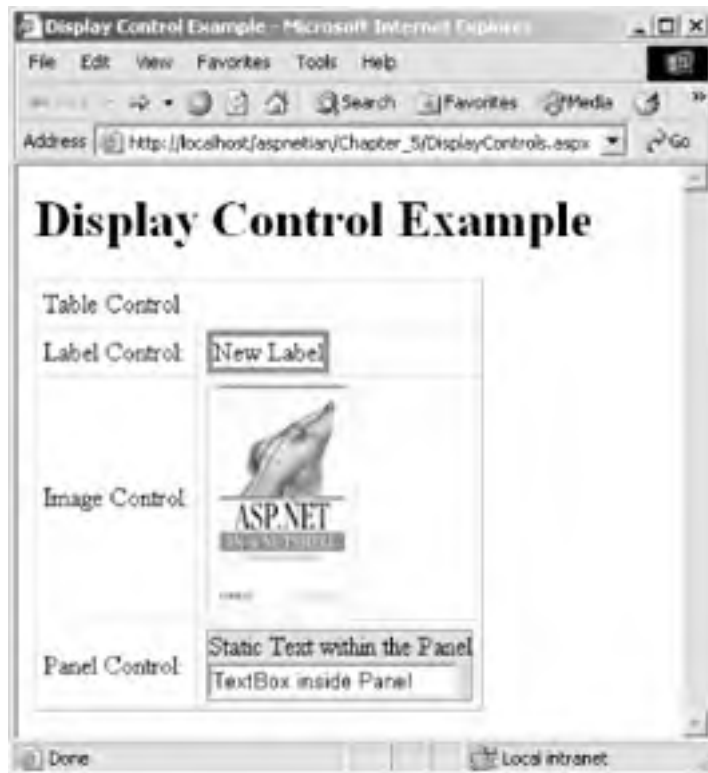 Display Control Example - Microsoft Internet Explorer
File Edit View Favorites Tools Help
Search Favorites Media
Address http://localhost/aspnetian/Chapter_5/DisplayControls.aspx Go
Display Control Example
Table Control
Label Control: New Label
Image Control:
ASP.NET
IN A NUTSHELL
Panel Control:
Static Text within the Panel
TextBox inside Panel
Done Local intranet